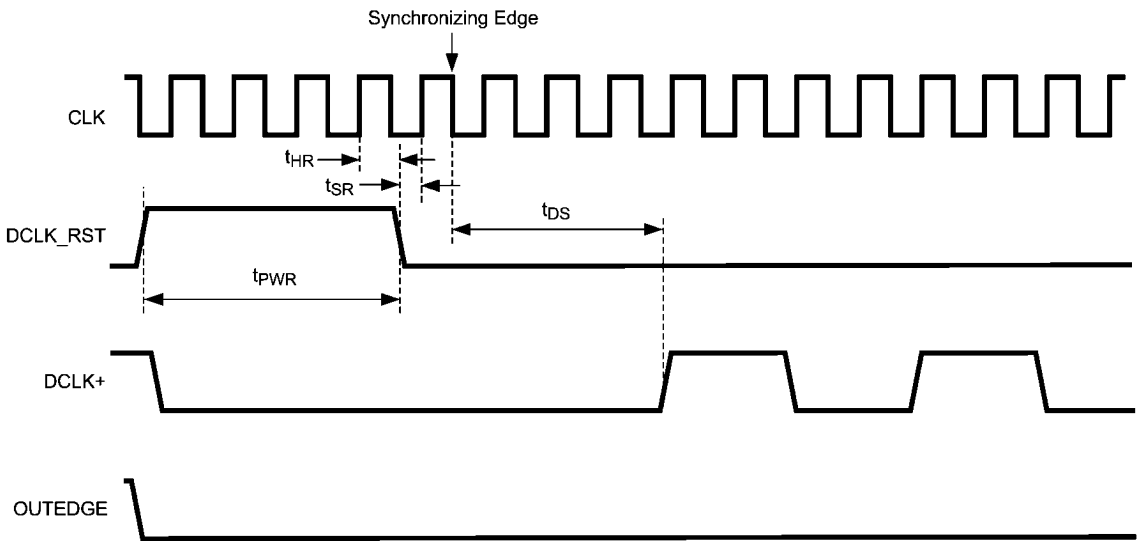 Synchronizing Edge
CLK
tHR
tSR
tDS
DCLK_RST
tPWR
DCLK+
OUTEDGE